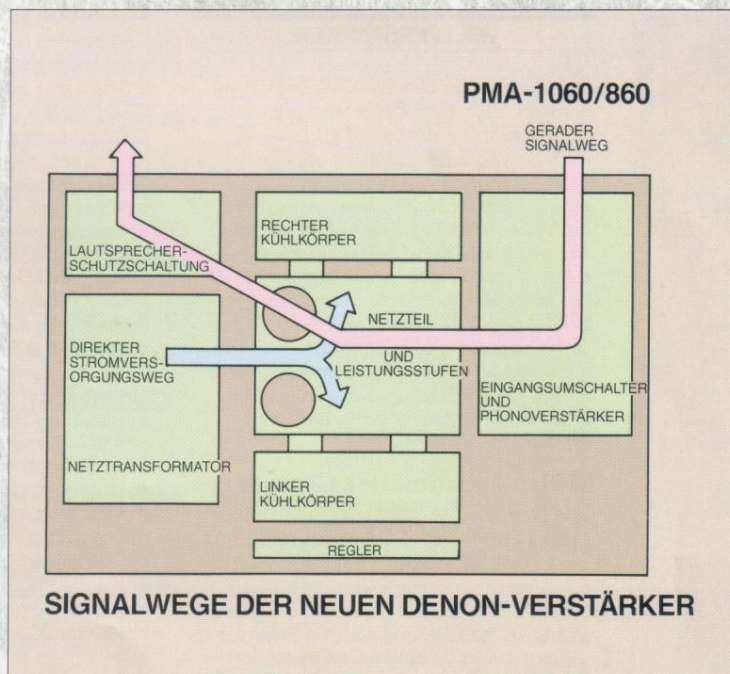 PMA-1060/860
GERADER
SIGNALWEG
RECHTER
KÜHLKÖRPER
LAUTSPRECHER-
SCHUTZSCHALTUNG
NETZTEIL
UND
LEISTUNGSSTUFEN
DIREKTER
STROMVERS-
ORGUNGSWEG
EINGANGSUMSCHALTER
UND
PHONOVERSTÄRKER
NETZTRANSFORMATOR
LINKER
KÜHLKÖRPER
REGLER
SIGNALWEGE DER NEUEN DENON-VERSTÄRKER